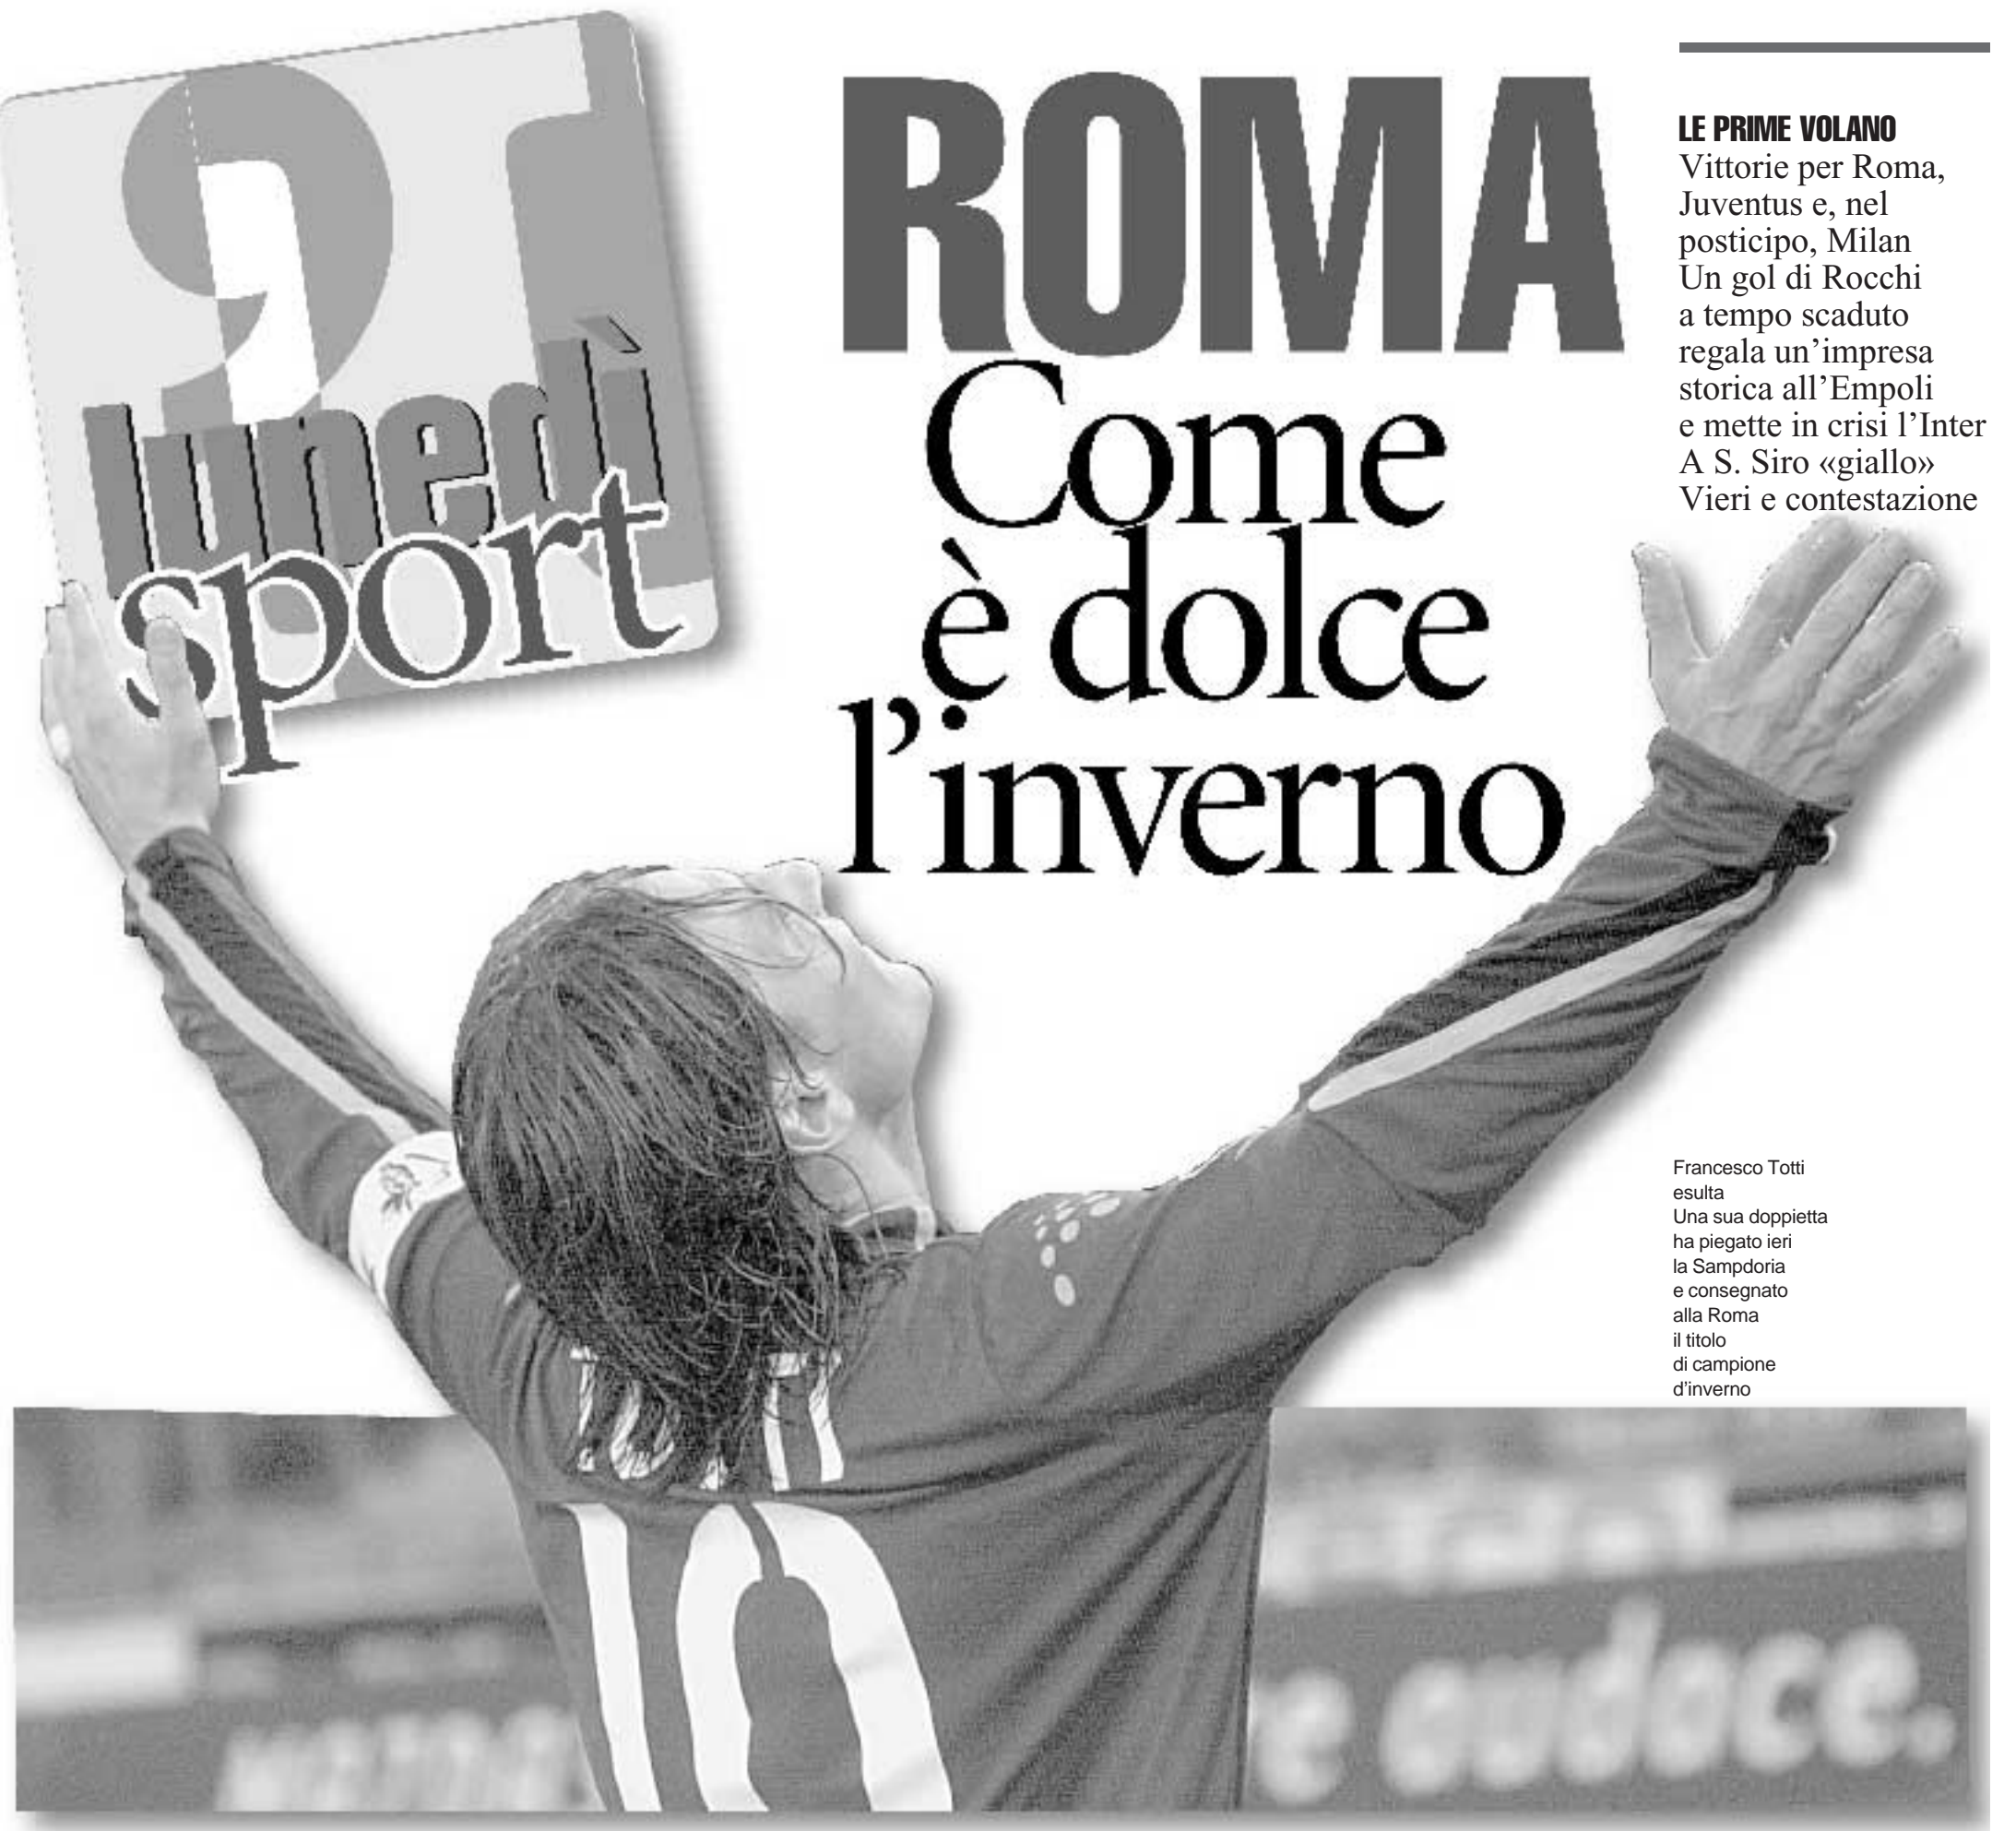 lunedì
sport
ROMA
Come
è dolce
l'inverno
LE PRIME VOLANO
Vittorie per Roma,
Juventus e, nel
posticipo, Milan
Un gol di Rocchi
a tempo scaduto
regala un'impresa
storica all'Empoli
e mette in crisi l'Inter
A S. Siro «giallo»
Vieri e contestazione
Francesco Totti
esulta
Una sua doppietta
ha piegato ieri
la Sampdoria
e consegnato
alla Roma
il titolo
di campione
d'inverno
10
e audace.